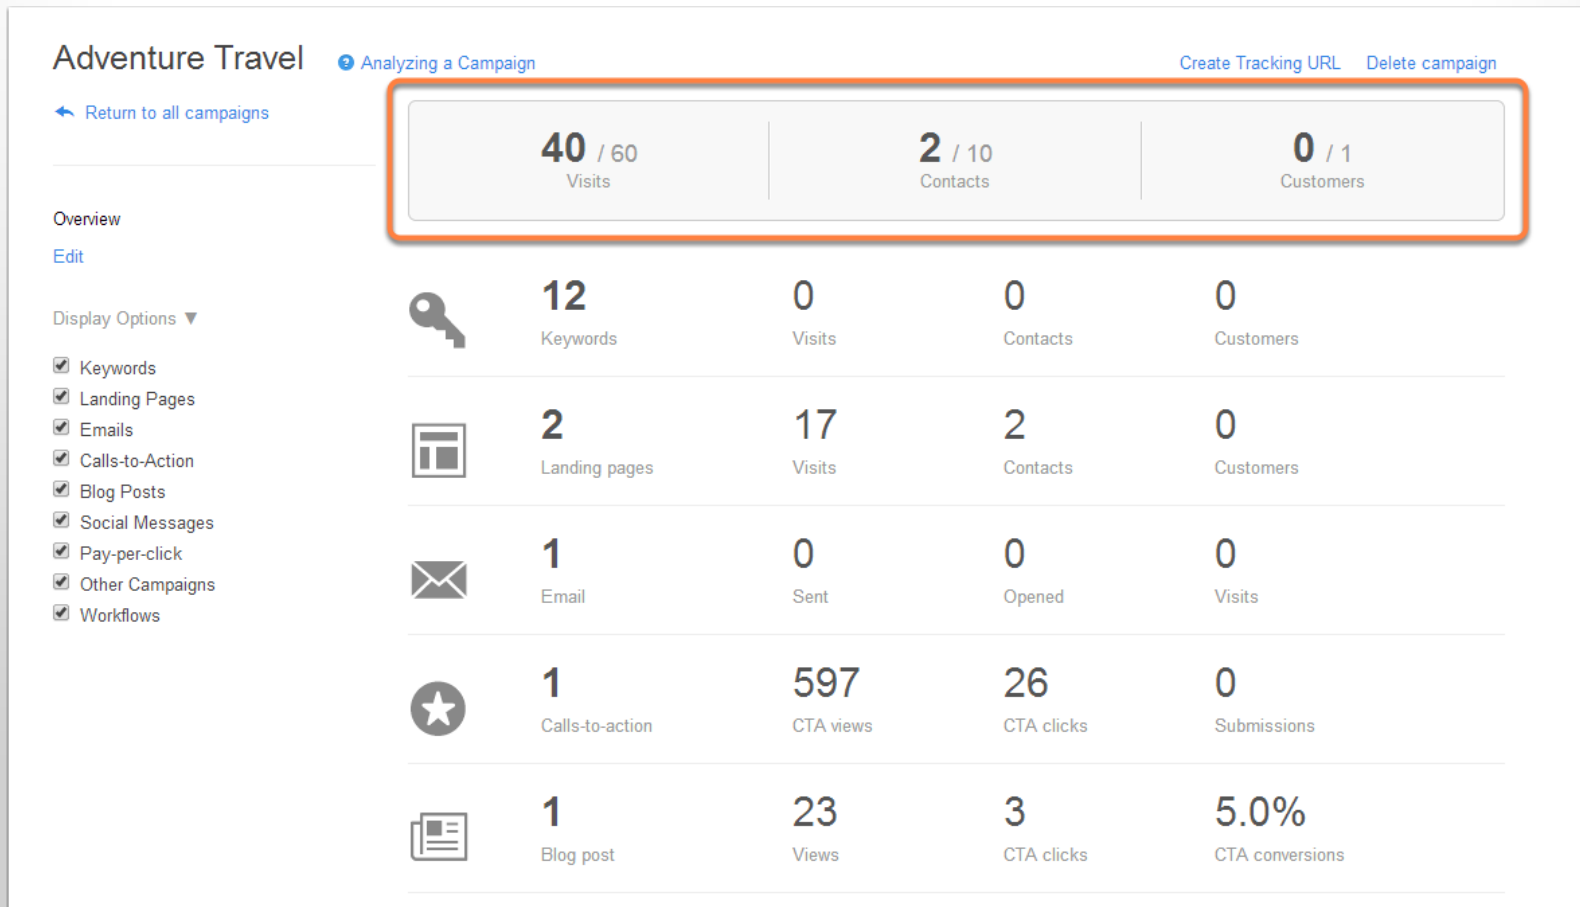 Adventure Travel
? Analyzing a Campaign
Create Tracking URL
Delete campaign
Return to all campaigns
40 / 60
Visits
2 / 10
Contacts
0 / 1
Customers
Overview
Edit
Display Options ▼
Keywords
Landing Pages
Emails
Calls-to-Action
Blog Posts
Social Messages
Pay-per-click
Other Campaigns
Workflows
12
Keywords
0
Visits
0
Contacts
0
Customers
2
Landing pages
17
Visits
2
Contacts
0
Customers
1
Email
0
Sent
0
Opened
0
Visits
1
Calls-to-action
597
CTA views
26
CTA clicks
0
Submissions
1
Blog post
23
Views
3
CTA clicks
5.0%
CTA conversions